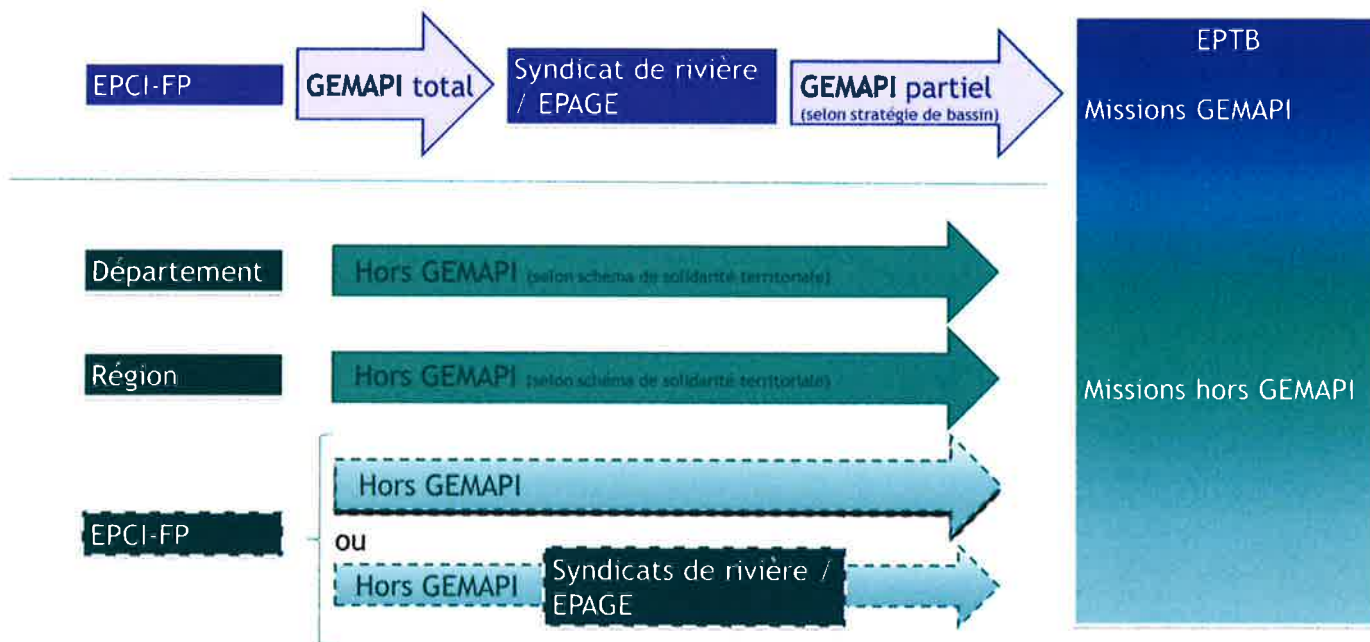 EPCI-FP
GEMAPI total
Syndicat de rivière
/ EPAGE
GEMAPI partiel
(selon stratégie de bassin)
EPTB
Missions GEMAPI
Département
Hors GEMAPI (selon schéma de solidarité territoriale)
Région
Hors GEMAPI (selon schéma de solidarité territoriale)
Missions hors GEMAPI
EPCI-FP
Hors GEMAPI
ou
Hors GEMAPI
Syndicats de rivière /
EPAGE